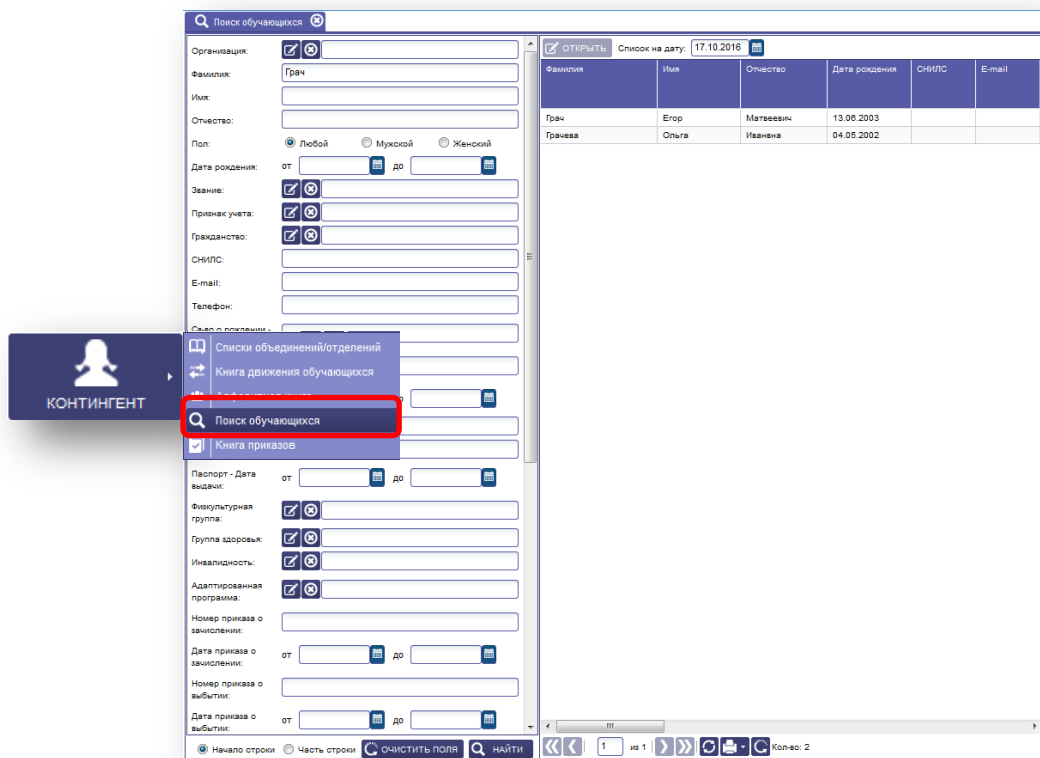 Поиск обучающихся
Организация:
Фамилия: Грач
Имя:
Отчество:
Пол: Любой Мужской Женский
Дата рождения: от до
Звание:
Признак учета:
Гражданство:
СНИЛС:
E-mail:
Телефон:
Св-во о рождении -
КОНТИНГЕНТ
Списки объединений/отделений
Книга движения обучающихся
Поиск обучающихся
Книга приказов
Паспорт - Дата
выдачи: от до
Физкультурная
группа:
Группа здоровья:
Инвалидность:
Адаптированная
программа:
Номер приказа о
зачислении:
Дата приказа о
зачислении: от до
Номер приказа о
выбытии:
Дата приказа о
выбытии: от до
Начало строки Часть строки ОЧИСТИТЬ ПОЛЯ НАЙТИ
ОТКРЫТЬ Список на дату: 17.10.2016
Фамилия Имя Отчество Дата рождения СНИЛС E-mail
Грач Егор Матвеевич 13.06.2003
Грачева Ольга Иванвна 04.05.2002
1 из 1 Кол-во: 2